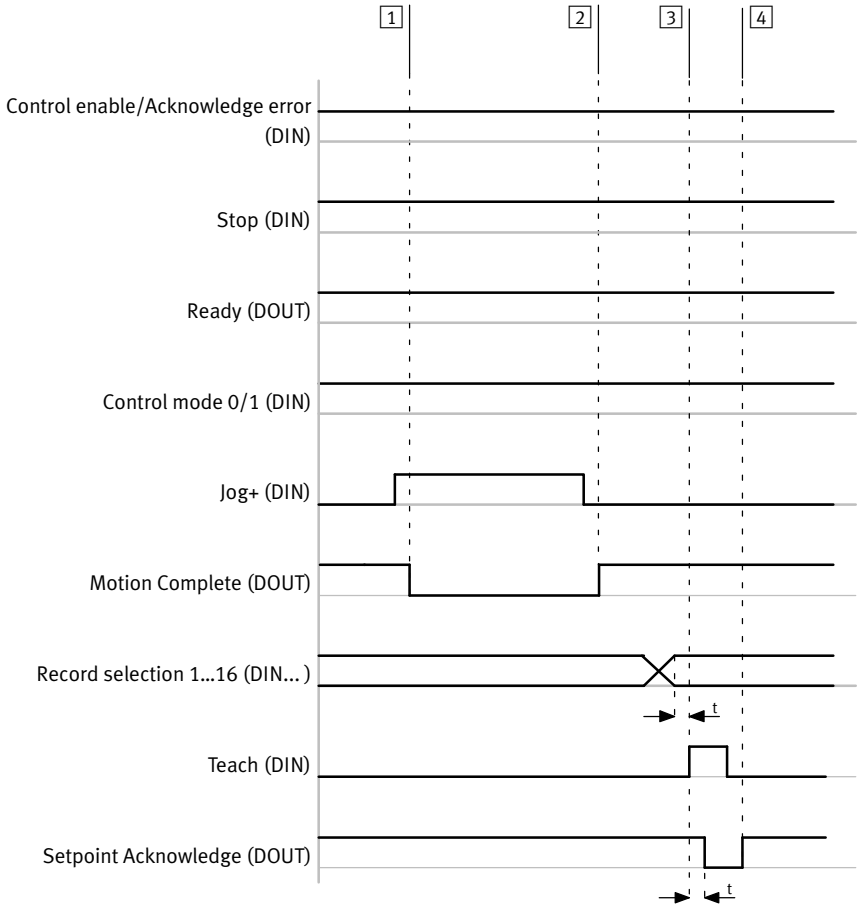 1 2 3 4
Control enable/Acknowledge error
(DIN)
Stop (DIN)
Ready (DOUT)
Control mode 0/1 (DIN)
Jog+ (DIN)
Motion Complete (DOUT)
Record selection 1...16 (DIN... )
t
Teach (DIN)
Setpoint Acknowledge (DOUT)
t